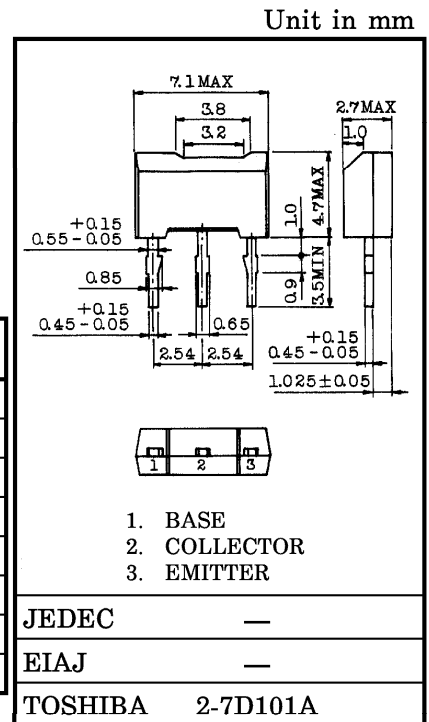 Unit in mm
7.1MAX
3.8
3.2
2.7MAX
1.0
4.7MAX
1.0
3.5MIN
0.9
+0.15
0.55-0.05
0.85
+0.15
0.45-0.05
0.65
2.54 2.54
+0.15
0.45-0.05
1.025±0.05
1 2 3
1. BASE
2. COLLECTOR
3. EMITTER
JEDEC —
EIAJ —
TOSHIBA 2-7D101A